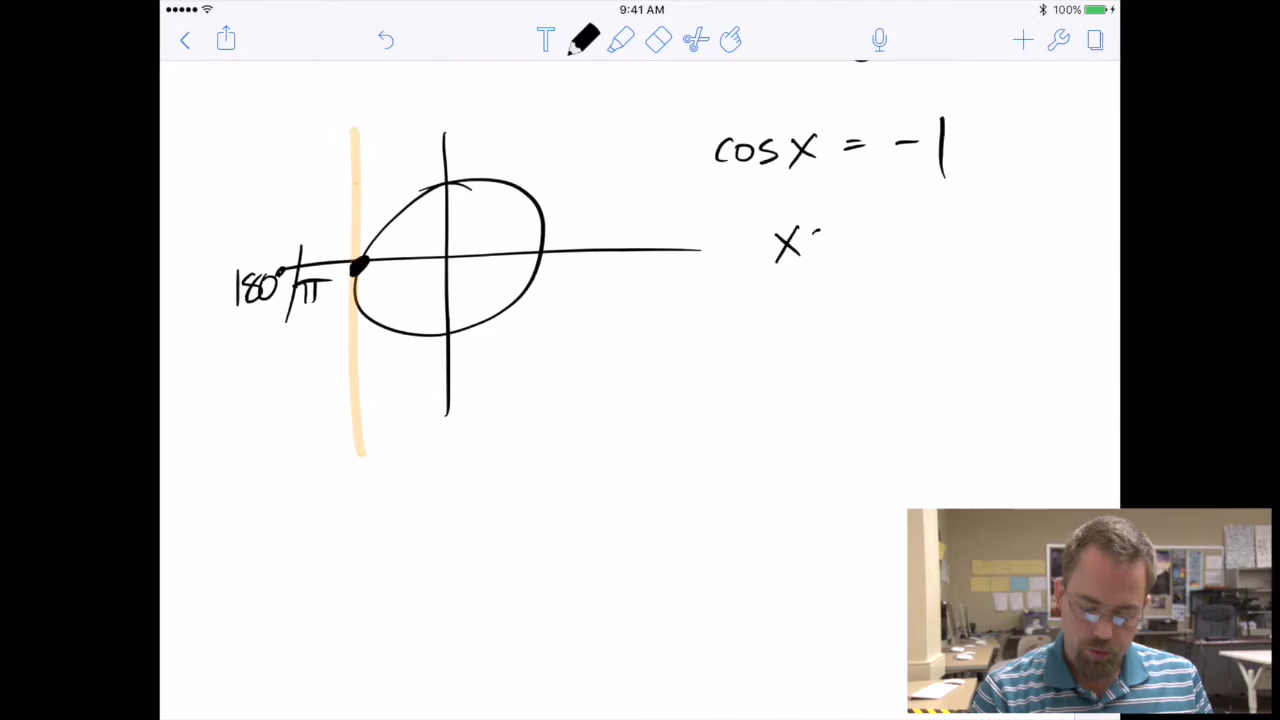 9:41 AM
100%
T
cos x = -1
180°/π
x